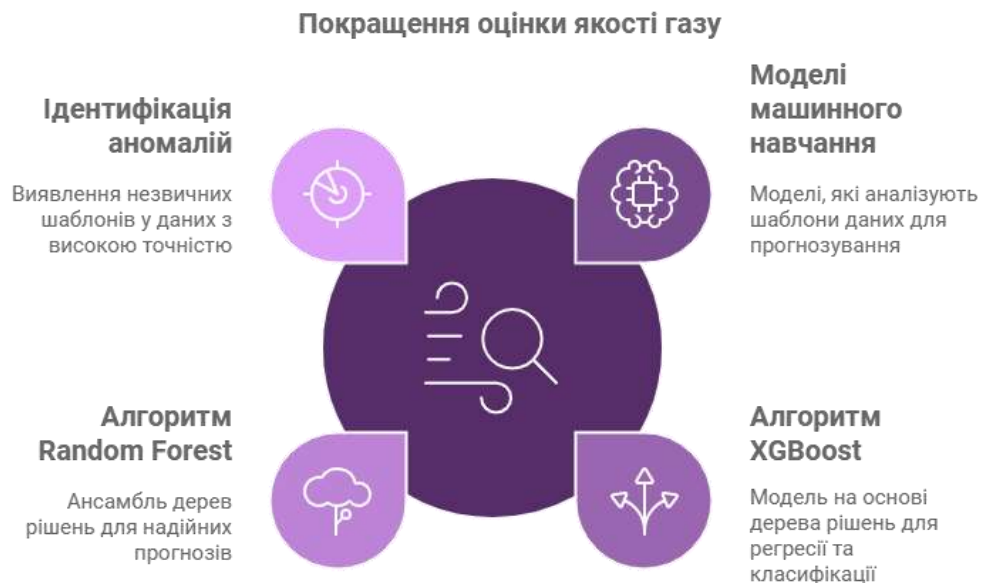 Покращення оцінки якості газу
Ідентифікація
аномалій
Виявлення незвичних
шаблонів у даних з
високою точністю
Моделі
машинного
навчання
Моделі, які аналізують
шаблони даних для
прогнозування
Алгоритм
Random Forest
Ансамбль дерев
рішень для надійних
прогнозів
Алгоритм
XGBoost
Модель на основі
дерева рішень для
регресії та
класифікації